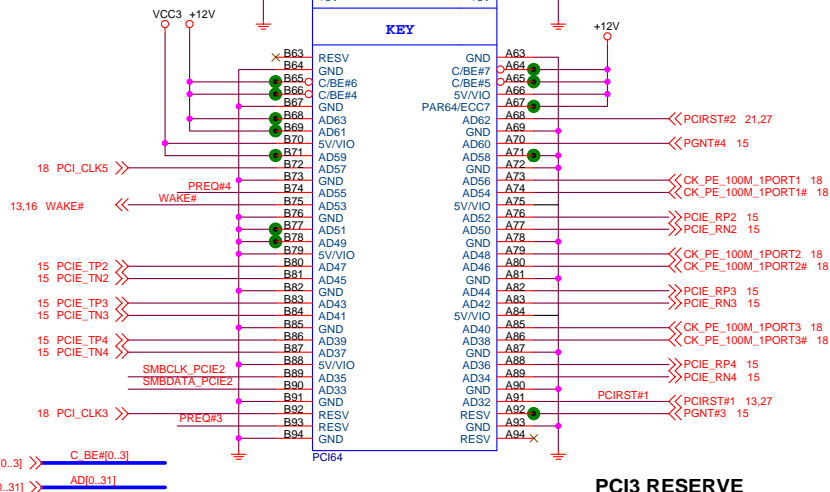 VCC3 +12V
KEY
+12V
B63 RESV GND A63
B64 GND C/BE#7 A64
B65 C/BE#6 C/BE#5 A65
B66 C/BE#4 5V/VIO A66
B67 GND PAR64/ECC7 A67
B68 AD63 AD62 A68 PCIRST#2 21,27
B69 AD61 GND A69
B70 5V/VIO AD60 A70 PGNT#4 15
B71 AD59 AD58 A71
18 PCI_CLK5 B72 AD57 GND A72
B73 GND AD56 A73 CK_PE_100M_1PORT1 18
PREQ#4 B74 AD55 AD54 A74 CK_PE_100M_1PORT1# 18
13,16 WAKE# WAKE# B75 AD53 5V/VIO A75
B76 GND AD52 A76 PCIE_RP2 15
B77 AD51 AD50 A77 PCIE_RN2 15
B78 AD49 GND A78
B79 5V/VIO AD48 A79 CK_PE_100M_1PORT2 18
15 PCIE_TP2 B80 AD47 AD46 A80 CK_PE_100M_1PORT2# 18
15 PCIE_TN2 B81 AD45 GND A81
B82 GND AD44 A82 PCIE_RP3 15
15 PCIE_TP3 B83 AD43 AD42 A83 PCIE_RN3 15
15 PCIE_TN3 B84 AD41 5V/VIO A84
B85 GND AD40 A85 CK_PE_100M_1PORT3 18
15 PCIE_TP4 B86 AD39 AD38 A86 CK_PE_100M_1PORT3# 18
15 PCIE_TN4 B87 AD37 GND A87
B88 5V/VIO AD36 A88 PCIE_RP4 15
SMBCLK_PCIE2 B89 AD35 AD34 A89 PCIE_RN4 15
SMBDATA_PCIE2 B90 AD33 GND A90
B91 GND AD32 A91 PCIRST#1 PCIRST#1 13,27
18 PCI_CLK3 B92 RESV RESV A92 PGNT#3 15
PREQ#3 B93 RESV GND A93
B94 GND RESV A94
PCI64
[0..3] C_BE#[0..3]
0..31] AD[0..31]
PCI3 RESERVE